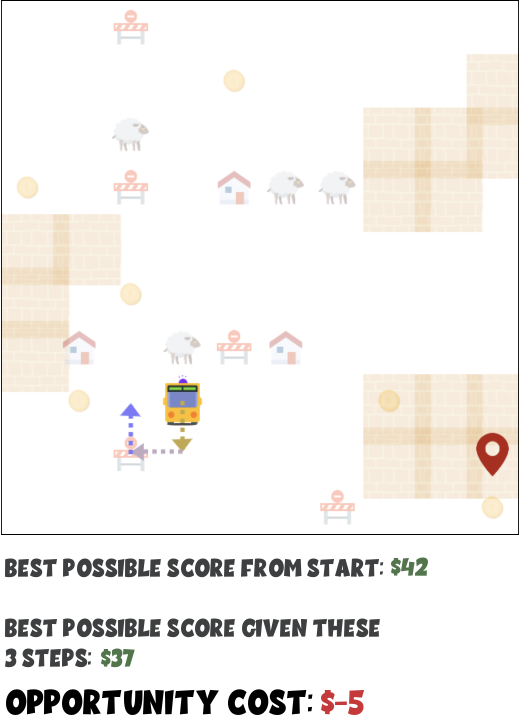 BEST POSSIBLE SCORE FROM START: $42
BEST POSSIBLE SCORE GIVEN THESE
3 STEPS: $37
OPPORTUNITY COST: $-5